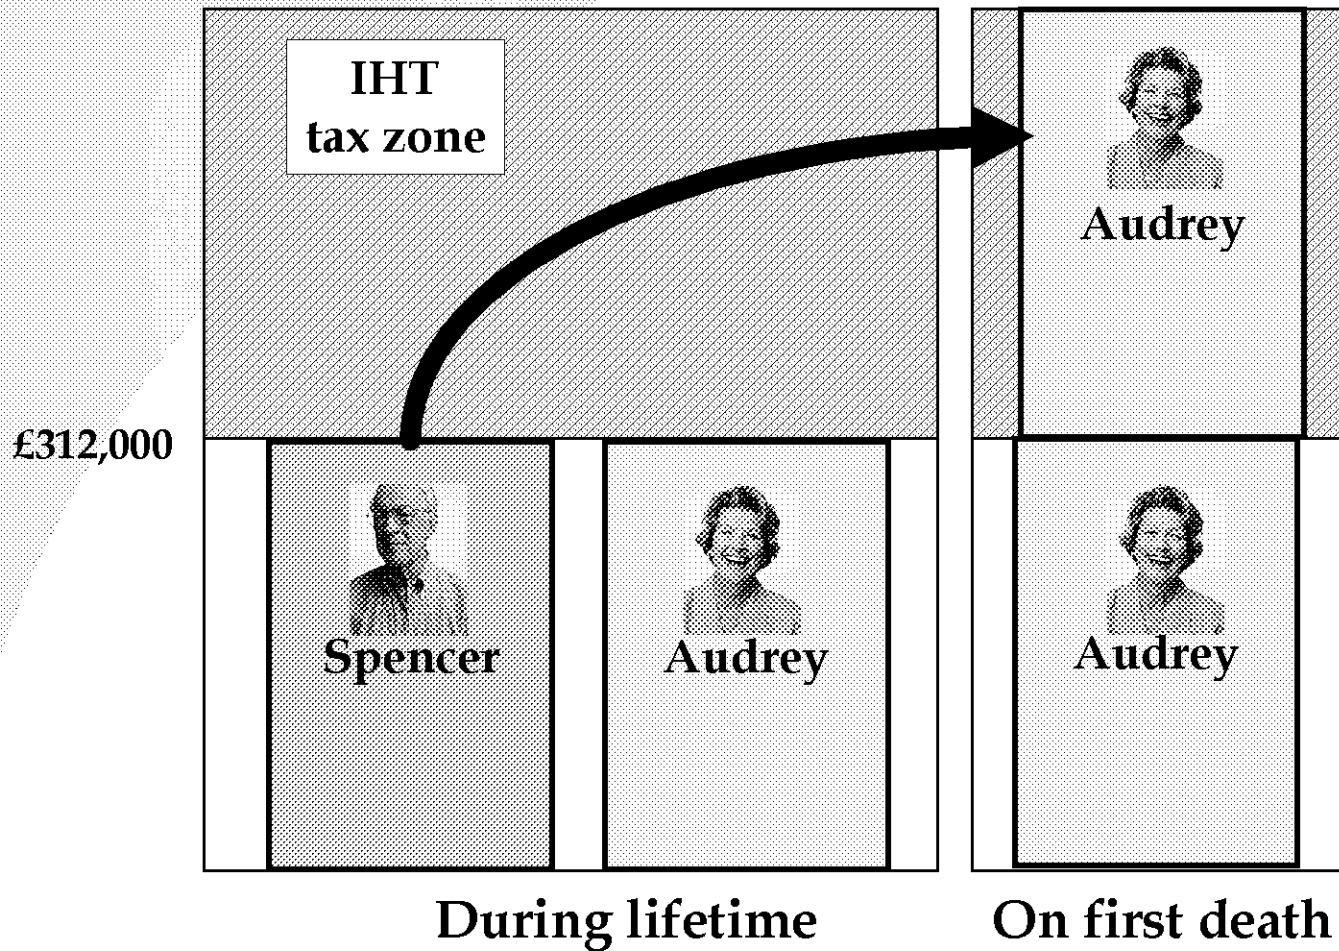 IHT
tax zone
Audrey
£312,000
Spencer
Audrey
Audrey
During lifetime
On first death